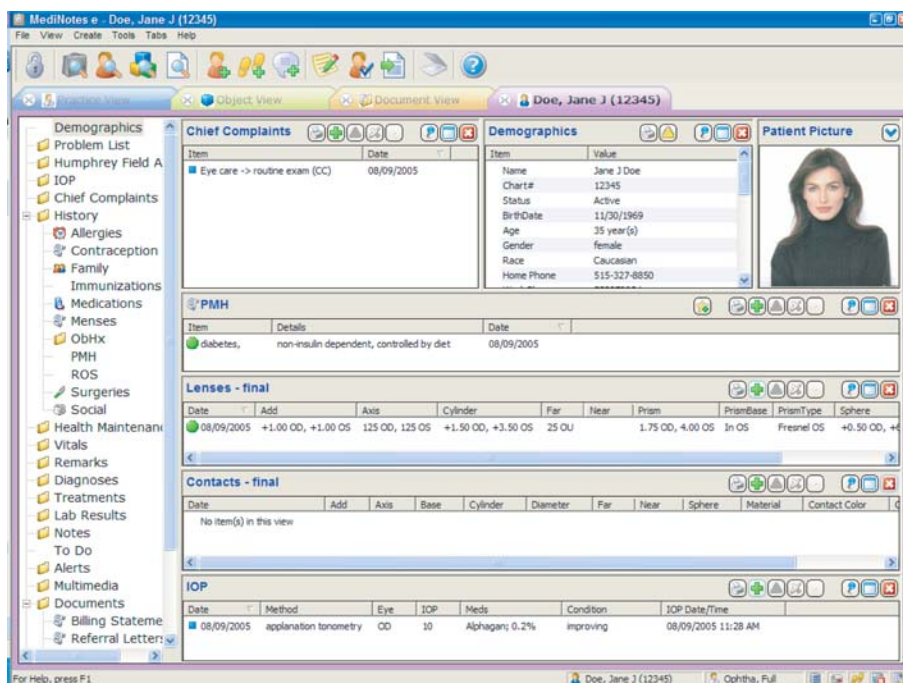 MediNotes e - Doe, Jane J (12345)
File View Create Tools Tabs Help
Practice View Object View Document View Doe, Jane J (12345)
Demographics
Problem List
Humphrey Field A
IOP
Chief Complaints
History
Allergies
Contraception
Family
Immunizations
Medications
Menses
ObHx
PMH
ROS
Surgeries
Social
Health Maintenan
Vitals
Remarks
Diagnoses
Treatments
Lab Results
Notes
To Do
Alerts
Multimedia
Documents
Billing Stateme
Referral Letter
Chief Complaints
Item Date
Eye care -> routine exam (CC) 08/09/2005
Demographics
Item Value
Name Jane J Doe
Chart# 12345
Status Active
BirthDate 11/30/1969
Age 35 year(s)
Gender female
Race Caucasian
Home Phone 515-327-8850
Patient Picture
PMH
Item Details Date
diabetes, non-insulin dependent, controlled by diet 08/09/2005
Lenses - final
Date Add Axis Cylinder Far Near Prism PrismBase PrismType Sphere
08/09/2005 +1.00 OD, +1.00 OS 125 OD, 125 OS +1.50 OD, +3.50 OS 25 OU 1.75 OD, 4.00 OS In OS Fresnel OS +0.50 OD, +
Contacts - final
Date Add Axis Base Cylinder Diameter Far Near Sphere Material Contact Color
No item(s) in this view
IOP
Date Method Eye IOP Meds Condition IOP Date/Time
08/09/2005 applanation tonometry OD 10 Alphagan; 0.2% improving 08/09/2005 11:28 AM
For Help, press F1 Doe, Jane J (12345) Ophtha, Full